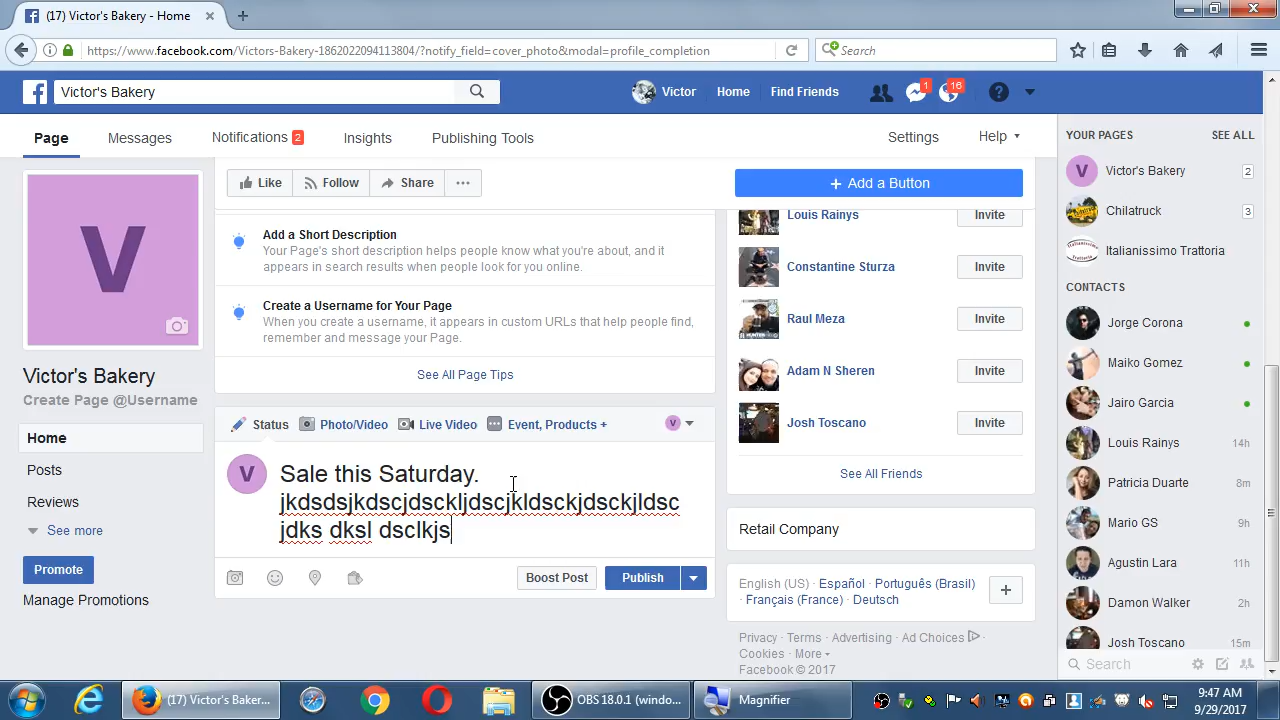 (17) Victor's Bakery - Home
https://www.facebook.com/Victors-Bakery-1862022094113804/?notify_field=cover_photo&modal=profile_completion
Search
Victor's Bakery
Victor
Home
Find Friends
1
16
Page
Messages
Notifications 2
Insights
Publishing Tools
Settings
Help
V
Victor's Bakery
Create Page @Username
Home
Posts
Reviews
See more
Promote
Manage Promotions
Like
Follow
Share
Add a Button
Add a Short Description
Your Page's short description helps people know what you're about, and it
appears in search results when people look for you online.
Create a Username for Your Page
When you create a username, it appears in custom URLs that help people find,
remember and message your Page.
See All Page Tips
Status
Photo/Video
Live Video
Event, Products +
V
V
Sale this Saturday.
jkdsdsjkdscjdsckljdscjkldsckjdsckjldsc
jdks dksl dsclkjs
Boost Post
Publish
Louis Rainys Invite
Constantine Sturza Invite
Raul Meza Invite
Adam N Sheren Invite
Josh Toscano Invite
See All Friends
Retail Company
English (US) · Español · Português (Brasil)
· Français (France) · Deutsch
Privacy · Terms · Advertising · Ad Choices ·
Cookies · More
Facebook © 2017
YOUR PAGES SEE ALL
V Victor's Bakery 2
Chilatruck 3
Italianissimo Trattoria
CONTACTS
Jorge Corona
Maiko Gomez
Jairo Garcia
Louis Rainys 14h
Patricia Duarte 8m
Mario GS 9h
Agustin Lara 11h
Damon Walker 2h
Josh Toscano 15m
Search
(17) Victor's Baker...
OBS 18.0.1 (windo...
Magnifier
9:47 AM
9/29/2017